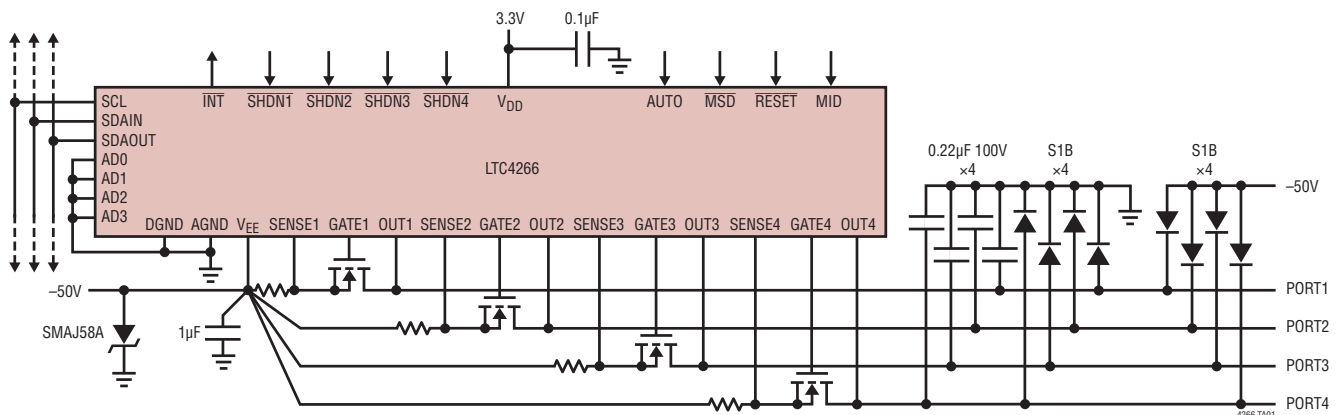 3.3V
0.1µF
SCL
SDAIN
SDAOUT
AD0
AD1
AD2
AD3
INT SHDN1 SHDN2 SHDN3 SHDN4 VDD AUTO MSD RESET MID
LTC4266
DGND AGND VEE SENSE1 GATE1 OUT1 SENSE2 GATE2 OUT2 SENSE3 GATE3 OUT3 SENSE4 GATE4 OUT4
0.22µF 100V
×4
S1B
×4
S1B
×4
–50V
–50V
SMAJ58A
1µF
PORT1
PORT2
PORT3
PORT4
4266 TA01